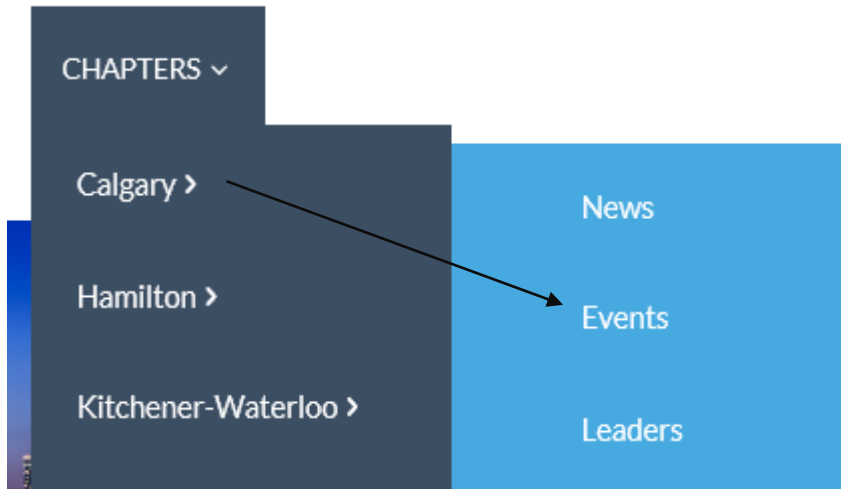 CHAPTERS
Calgary >
News
Hamilton >
Events
Kitchener-Waterloo >
Leaders